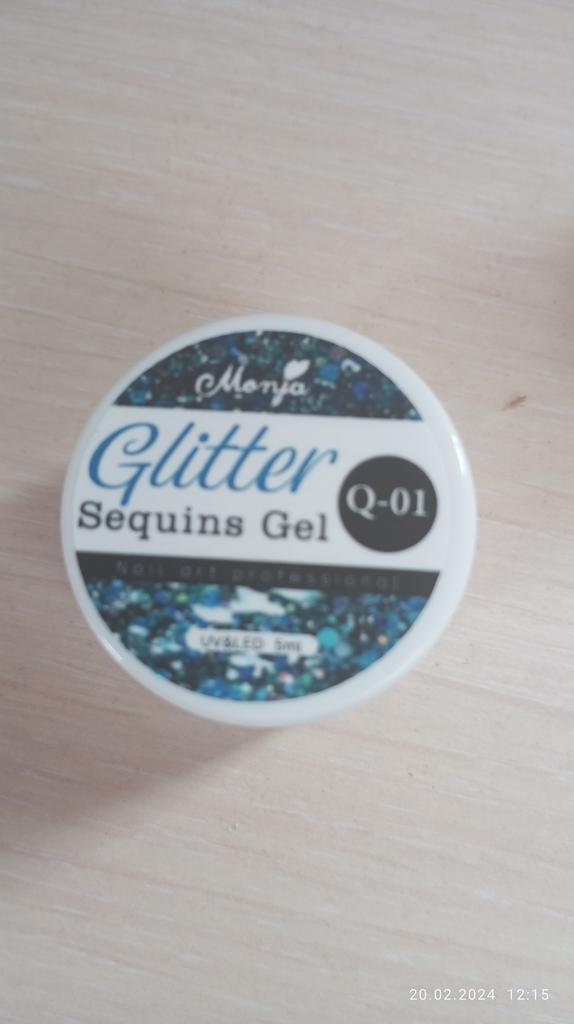 Monja
Glitter
Sequins Gel
Q-01
Nail art professional
UV&LED 5ml
20.02.2024 12:15